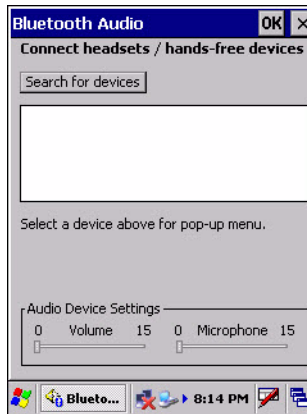 Bluetooth Audio OK ×
Connect headsets / hands-free devices
Search for devices
Select a device above for pop-up menu.
Audio Device Settings
0 Volume 15 0 Microphone 15
Blueto... 8:14 PM